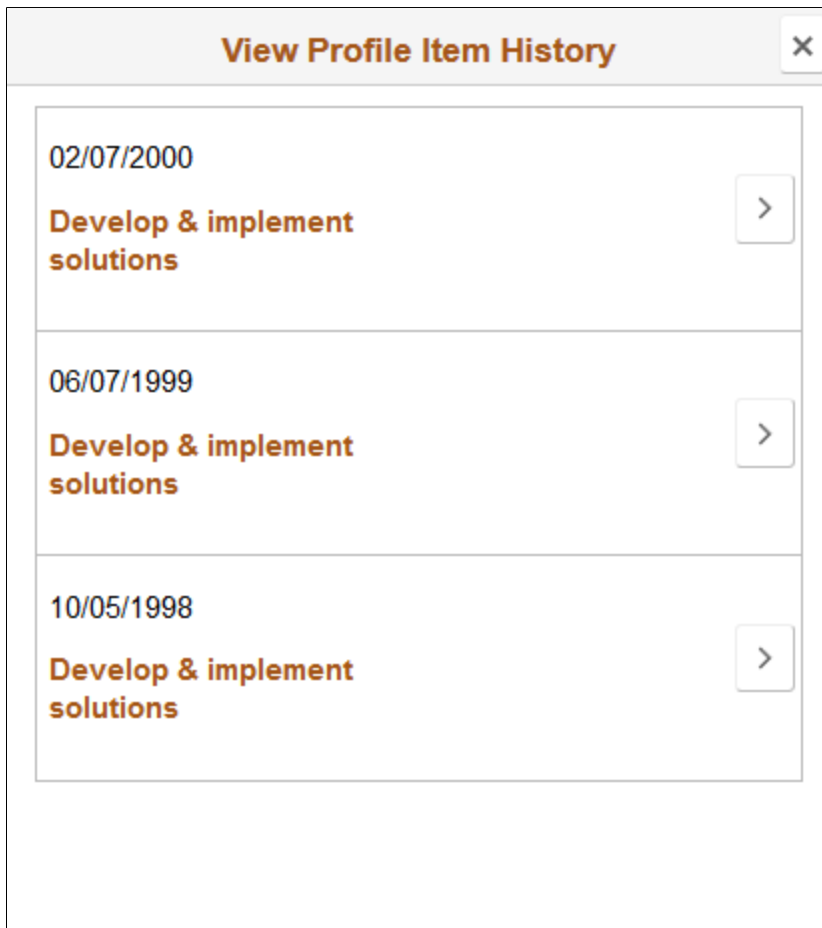 View Profile Item History
02/07/2000
Develop & implement
solutions
06/07/1999
Develop & implement
solutions
10/05/1998
Develop & implement
solutions